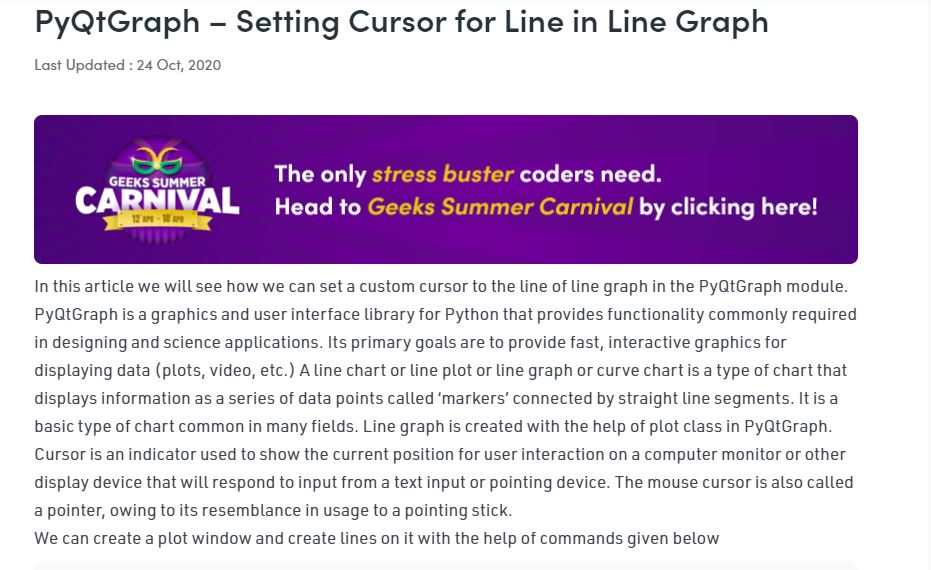 PyQtGraph – Setting Cursor for Line in Line Graph
Last Updated : 24 Oct, 2020
GEEKS SUMMER
CARNIVAL
12 APR - 18 APR
The only stress buster coders need.
Head to Geeks Summer Carnival by clicking here!
In this article we will see how we can set a custom cursor to the line of line graph in the PyQtGraph module.
PyQtGraph is a graphics and user interface library for Python that provides functionality commonly required
in designing and science applications. Its primary goals are to provide fast, interactive graphics for
displaying data (plots, video, etc.) A line chart or line plot or line graph or curve chart is a type of chart that
displays information as a series of data points called ‘markers’ connected by straight line segments. It is a
basic type of chart common in many fields. Line graph is created with the help of plot class in PyQtGraph.
Cursor is an indicator used to show the current position for user interaction on a computer monitor or other
display device that will respond to input from a text input or pointing device. The mouse cursor is also called
a pointer, owing to its resemblance in usage to a pointing stick.
We can create a plot window and create lines on it with the help of commands given below